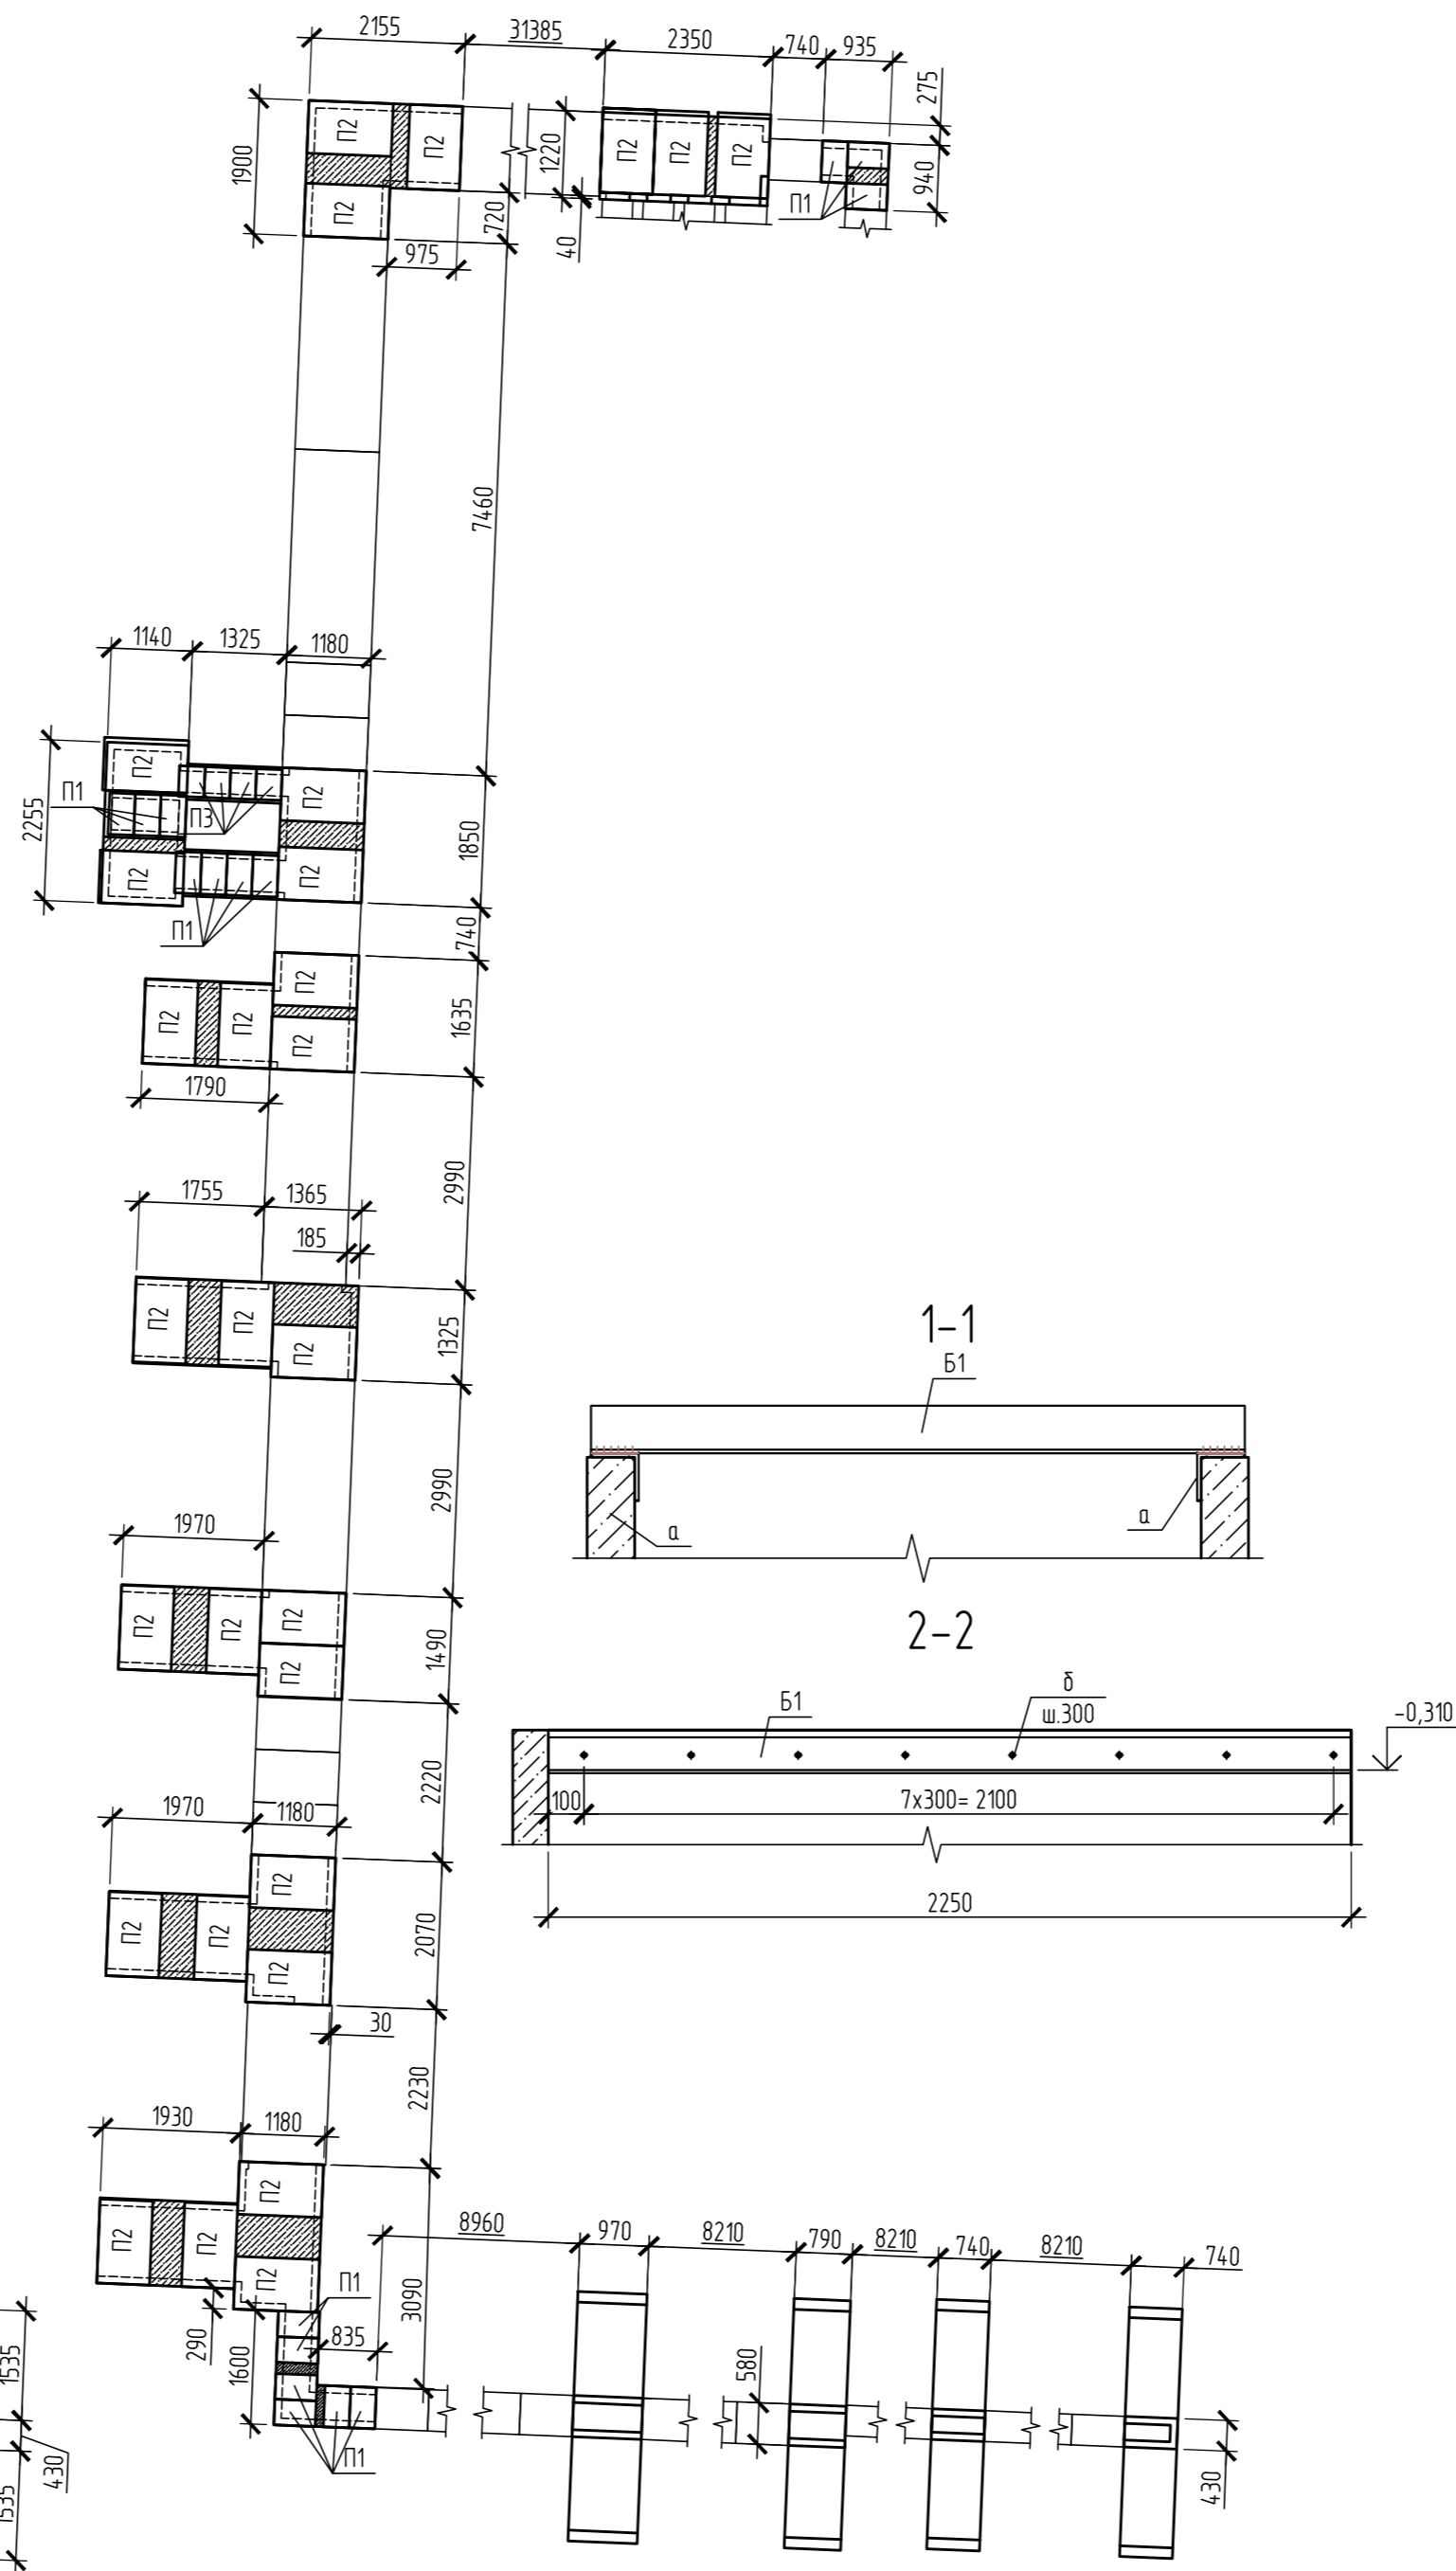 2155
31385
2350
740
935
275
1900
П2
П2
П2
720
975
1220
40
П2
П2
П2
П1
940
7460
1140
1325
1180
2255
П2
П1
П3
П2
П2
П2
П1
1850
740
П2
П2
П2
П2
1635
1790
2990
1755
1365
185
П2
П2
П2
1325
1-1
Б1
а
а
2990
1970
П2
П2
П2
П2
1490
2-2
Б1
δ
ш.300
-0,310
100
7х300= 2100
2250
2220
1970
1180
П2
П2
П2
П2
2070
30
2230
1930
1180
П2
П2
П2
П2
П1
835
290
1600
3090
П1
8960
970
8210
790
8210
740
8210
740
580
430
1535
430
1535